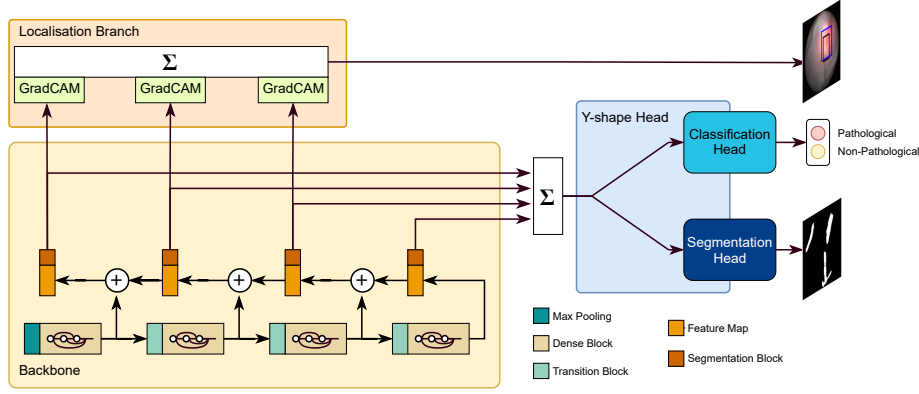 Localisation Branch
Σ
GradCAM GradCAM GradCAM
Y-shape Head
Classification
Head
Pathological
Non-Pathological
Σ
Segmentation
Head
+ + +
Max Pooling
Dense Block
Transition Block
Feature Map
Segmentation Block
Backbone